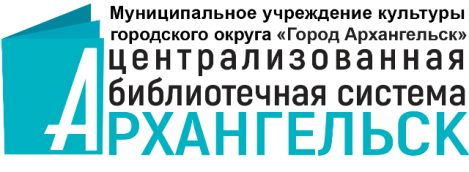 Муниципальное учреждение культуры
городского округа «Город Архангельск»
централизованная
библиотечная система
АРХАНГЕЛЬСК